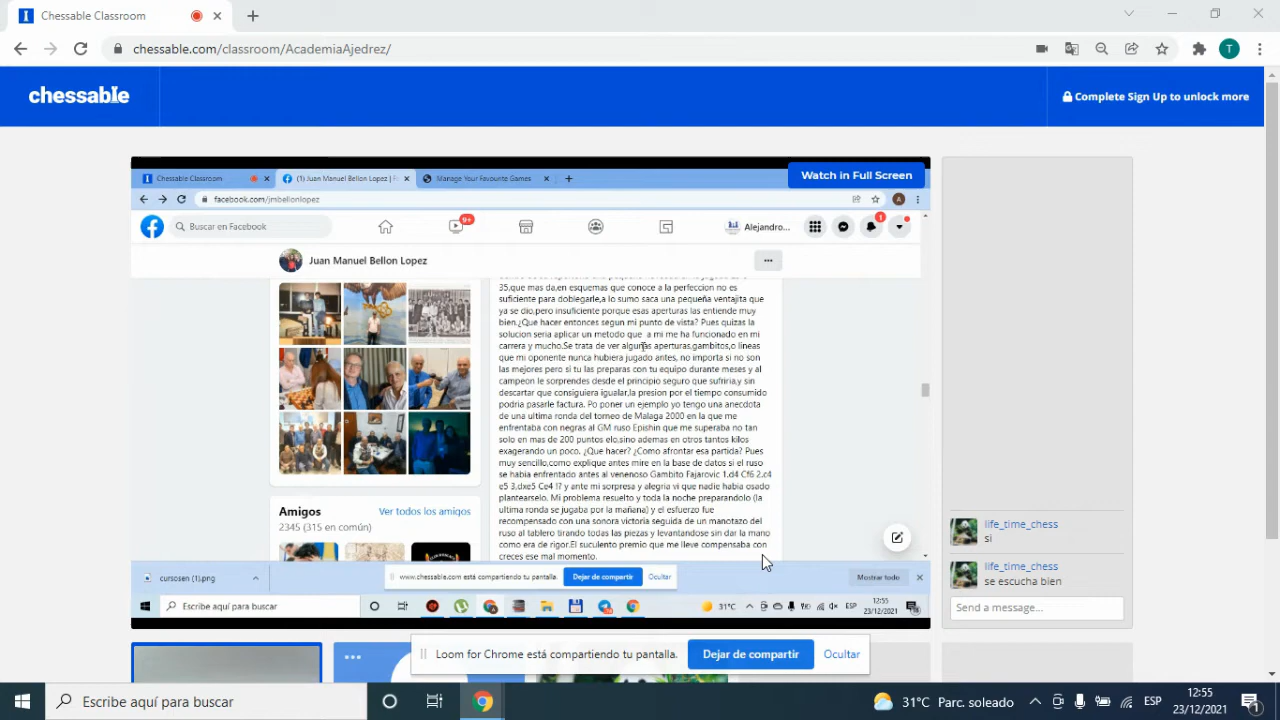 Chessable Classroom
chessable.com/classroom/AcademiaAjedrez/
T
chessable
Complete Sign Up to unlock more
Watch in Full Screen
Chessable Classroom
(1) Juan Manuel Bellon Lopez | F
Manage Your Favourite Games
facebook.com/jmbellonlopez
A
Buscar en Facebook
9+
Alejandro...
1
Juan Manuel Bellon Lopez
35,que mas da,en esquemas que conoce a la perfeccion no es
suficiente para doblegarle,a lo sumo saca una pequeña ventajita que
ya se dio,pero insuficiente porque esas aperturas las entiende muy
bien.¿Que hacer entonces segun mi punto de vista? Pues quizas la
solucion seria aplicar un metodo que a mi me ha funcionado en mi
carrera y mucho.Se trata de ver algunas aperturas,gambitos,o lineas
que mi oponente nunca hubiera jugado antes, no importa si no son
las mejores pero si tu las preparas con tu equipo durante meses y al
campeon le sorprendes desde el principio seguro que sufriria,y sin
descartar que consiguiera igualar,la presion por el tiempo consumido
podria pasarle factura. Po poner un ejemplo yo tengo una anecdota
de una ultima ronda del torneo de Malaga 2000 en la que me
enfrentaba con negras al GM ruso Epishin que me superaba no tan
solo en mas de 200 puntos elo,sino ademas en otros tantos kilos
exagerando un poco. ¿Que hacer? ¿Como afrontar esa partida? Pues
muy sencillo,como explique antes mire en la base de datos si el ruso
se habia enfrentado antes al venenoso Gambito Fajarovic 1.d4 Cf6 2.c4
e5 3,dxe5 Ce4 !? y ante mi sorpresa y alegria vi que nadie habia osado
plantearselo. Mi problema resuelto y toda la noche preparandolo (la
ultima ronda se jugaba por la mañana) y el esfuerzo fue
recompensado con una sonora victoria seguida de un manotazo del
ruso al tablero tirando todas las piezas y levantandose sin dar la mano
como era de rigor.El suculento premio que me lleve compensaba con
creces ese mal momento.
Amigos
Ver todos los amigos
2345 (315 en común)
life_time_chess
si
life_time_chess
se escucha bien
Send a message...
cursosen (1).png
www.chessable.com está compartiendo tu pantalla.
Dejar de compartir
Ocultar
Mostrar todo
Escribe aquí para buscar
31°C
ESP
12:55
23/12/2021
Loom for Chrome está compartiendo tu pantalla.
Dejar de compartir
Ocultar
Escribe aquí para buscar
31°C Parc. soleado
ESP
12:55
23/12/2021
1